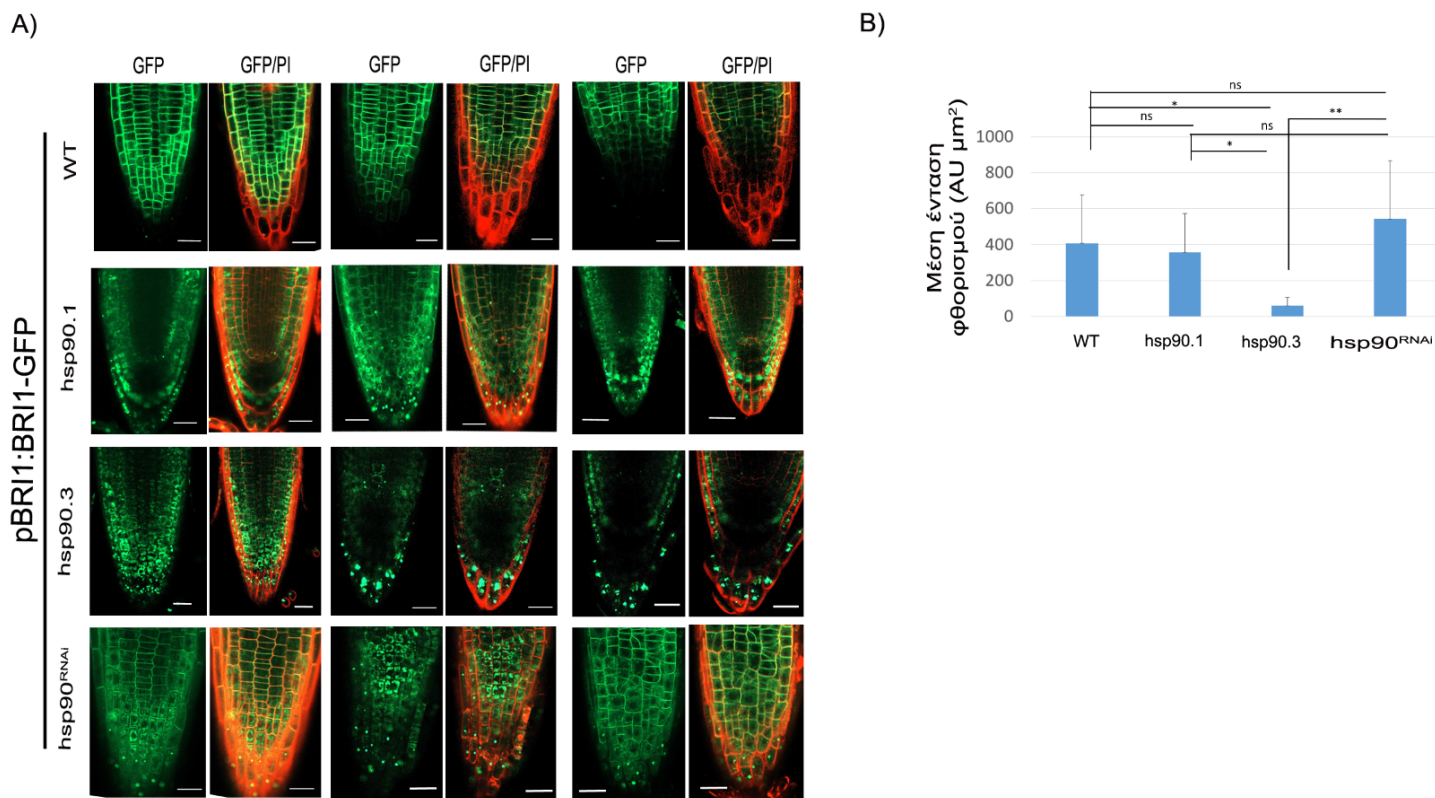 A)
GFP GFP/PI GFP GFP/PI GFP GFP/PI
pBRI1:BRI1-GFP
WT
hsp90.1
hsp90.3
hsp90RNAi
B)
ns
* **
ns ns
*
Μέση ένταση
φθορισμού (AU μm²)
1000
800
600
400
200
0
WT hsp90.1 hsp90.3 hsp90RNAi